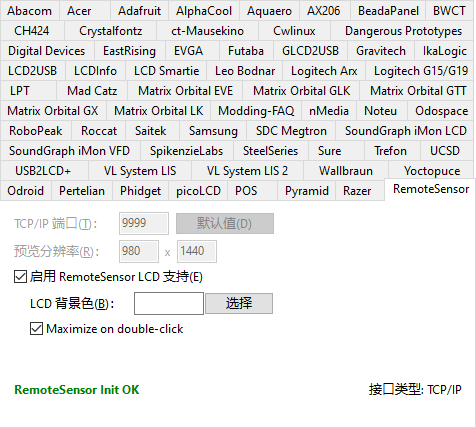 Abacom Acer Adafruit AlphaCool Aquaero AX206 BeadaPanel BWCT
CH424 Crystalfontz ct-Mausekino Cwlinux Dangerous Prototypes
Digital Devices EastRising EVGA Futaba GLCD2USB Gravitech IkaLogic
LCD2USB LCDInfo LCD Smartie Leo Bodnar Logitech Arx Logitech G15/G19
LPT Mad Catz Matrix Orbital EVE Matrix Orbital GLK Matrix Orbital GTT
Matrix Orbital GX Matrix Orbital LK Modding-FAQ nMedia Noteu Odospace
RoboPeak Roccat Saitek Samsung SDC Megtron SoundGraph iMon LCD
SoundGraph iMon VFD SpikenzieLabs SteelSeries Sure Trefon UCSD
USB2LCD+ VL System LIS VL System LIS 2 Wallbraun Yoctopuce
Odroid Pertelian Phidget picoLCD POS Pyramid Razer RemoteSensor
TCP/IP 端口(T): 9999 默认值(D)
预览分辨率(R): 980 x 1440
启用 RemoteSensor LCD 支持(E)
LCD 背景色(B): 选择
Maximize on double-click
RemoteSensor Init OK 接口类型: TCP/IP